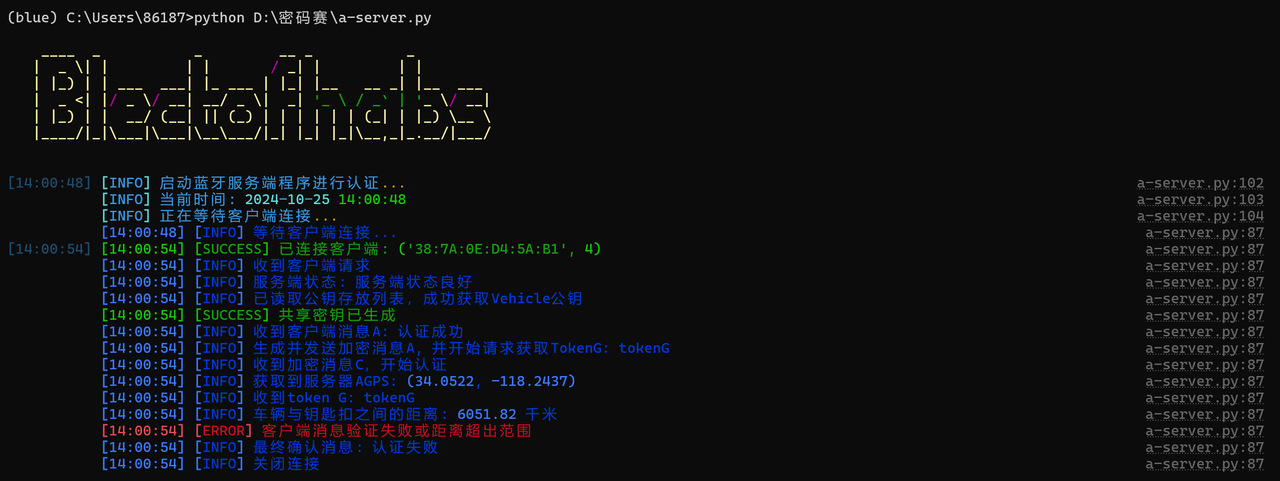 (blue) C:\Users\86187>python D:\密码赛\a-server.py
[14:00:48] [INFO] 启动蓝牙服务端程序进行认证... a-server.py:102
[INFO] 当前时间: 2024-10-25 14:00:48 a-server.py:103
[INFO] 正在等待客户端连接... a-server.py:104
[14:00:48] [INFO] 等待客户端连接... a-server.py:87
[14:00:54] [14:00:54] [SUCCESS] 已连接客户端: ('38:7A:0E:D4:5A:B1', 4) a-server.py:87
[14:00:54] [INFO] 收到客户端请求 a-server.py:87
[14:00:54] [INFO] 服务端状态: 服务端状态良好 a-server.py:87
[14:00:54] [INFO] 已读取公钥存放列表, 成功获取Vehicle公钥 a-server.py:87
[14:00:54] [SUCCESS] 共享密钥已生成 a-server.py:87
[14:00:54] [INFO] 收到客户端消息A: 认证成功 a-server.py:87
[14:00:54] [INFO] 生成并发送加密消息A, 并开始请求获取TokenG: tokenG a-server.py:87
[14:00:54] [INFO] 收到加密消息C, 开始认证 a-server.py:87
[14:00:54] [INFO] 获取到服务器AGPS: (34.0522, -118.2437) a-server.py:87
[14:00:54] [INFO] 收到token G: tokenG a-server.py:87
[14:00:54] [INFO] 车辆与钥匙扣之间的距离: 6051.82 千米 a-server.py:87
[14:00:54] [ERROR] 客户端消息验证失败或距离超出范围 a-server.py:87
[14:00:54] [INFO] 最终确认消息: 认证失败 a-server.py:87
[14:00:54] [INFO] 关闭连接 a-server.py:87